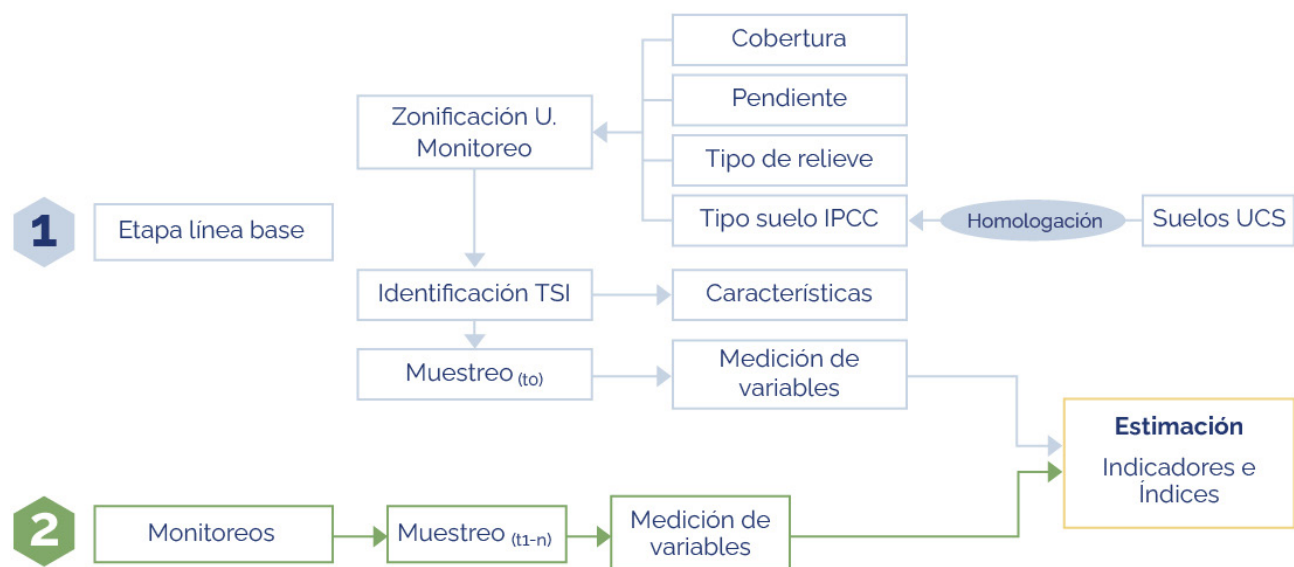 Cobertura
Zonificación U.
Monitoreo
Pendiente
Tipo de relieve
1
Etapa línea base
Tipo suelo IPCC
Homologación
Suelos UCS
Identificación TSI
Características
Muestreo (t0)
Medición de
variables
Estimación
Indicadores e
Índices
2
Monitoreos
Muestreo (t1-n)
Medición de
variables